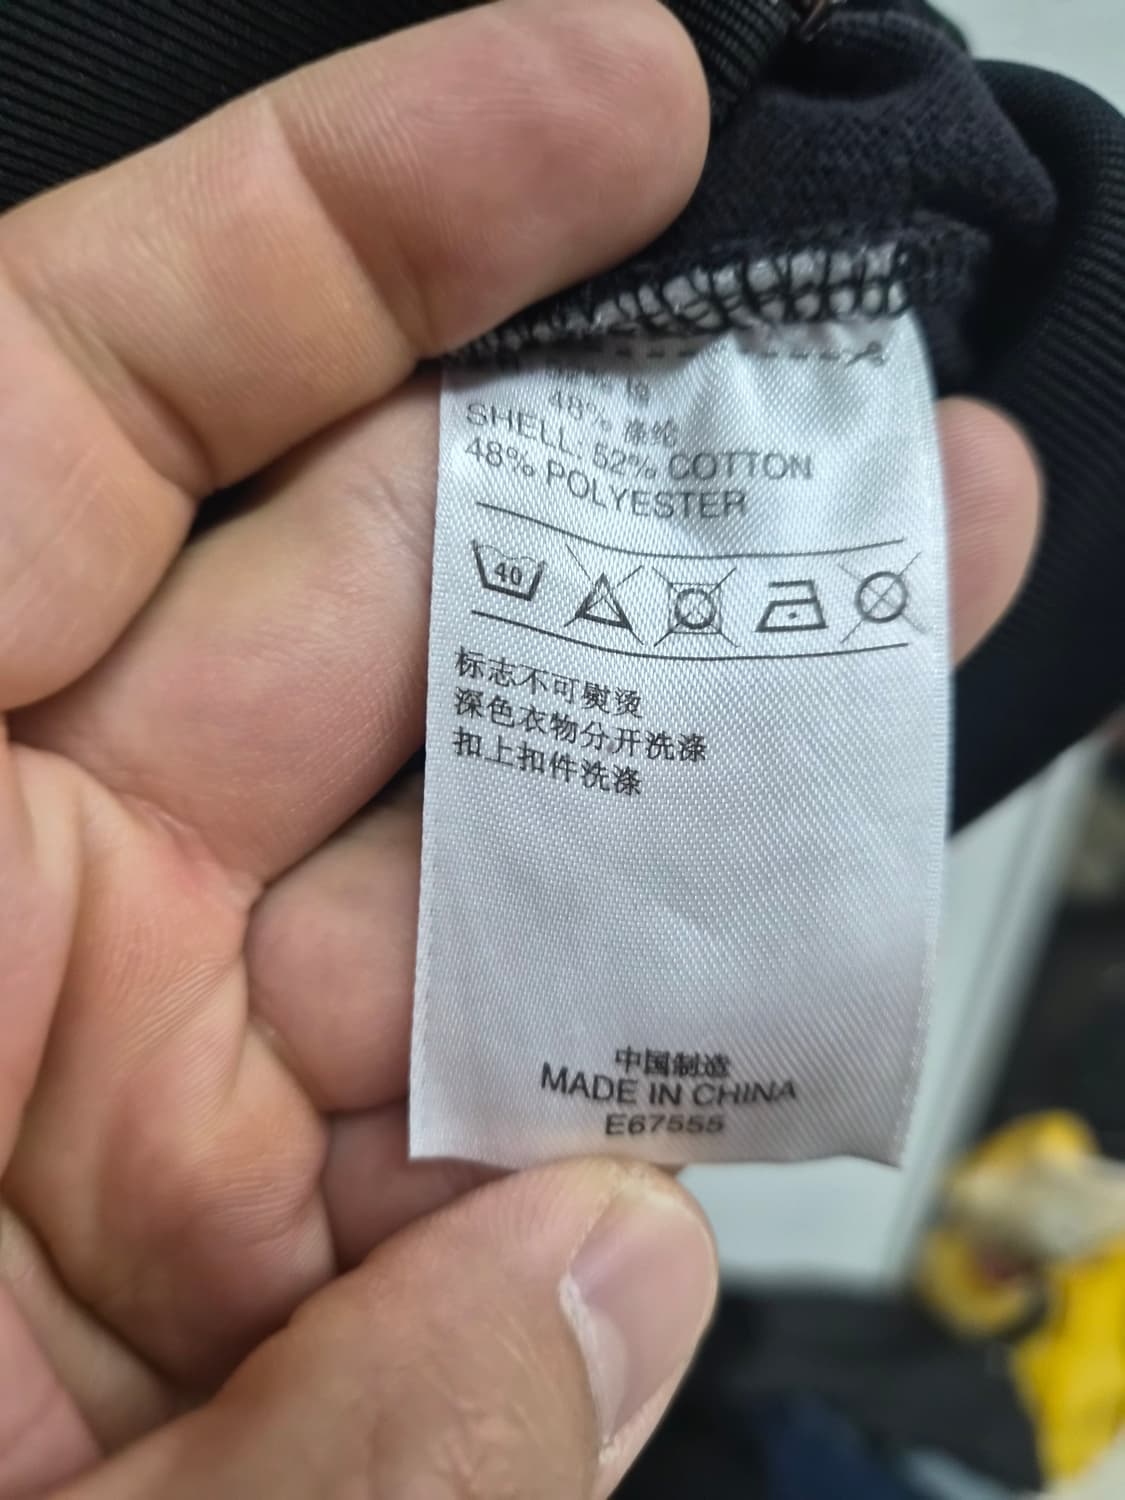 48% 涤纶
SHELL: 52% COTTON
48% POLYESTER
40
标志不可熨烫
深色衣物分开洗涤
扣上扣件洗涤
中国制造
MADE IN CHINA
E67555